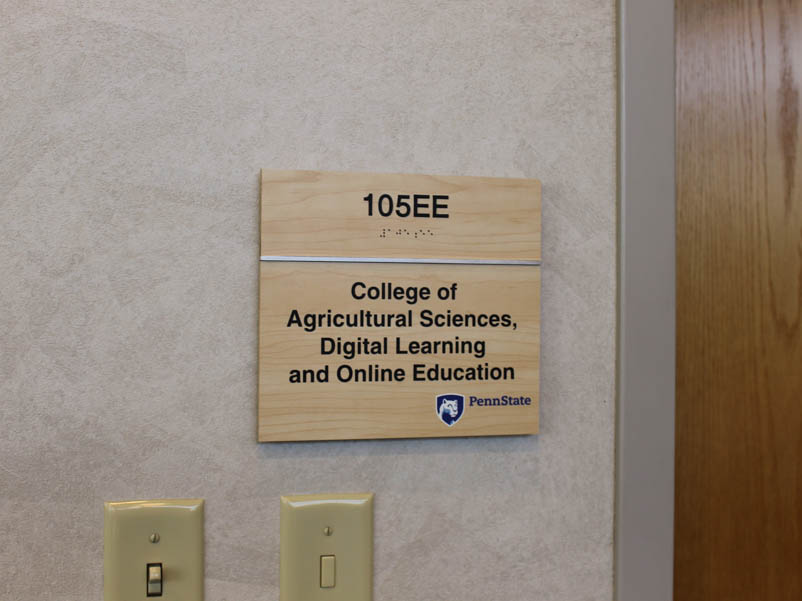 105EE
⠼⠁⠚⠑⠰⠑⠑
College of
Agricultural Sciences,
Digital Learning
and Online Education
PennState